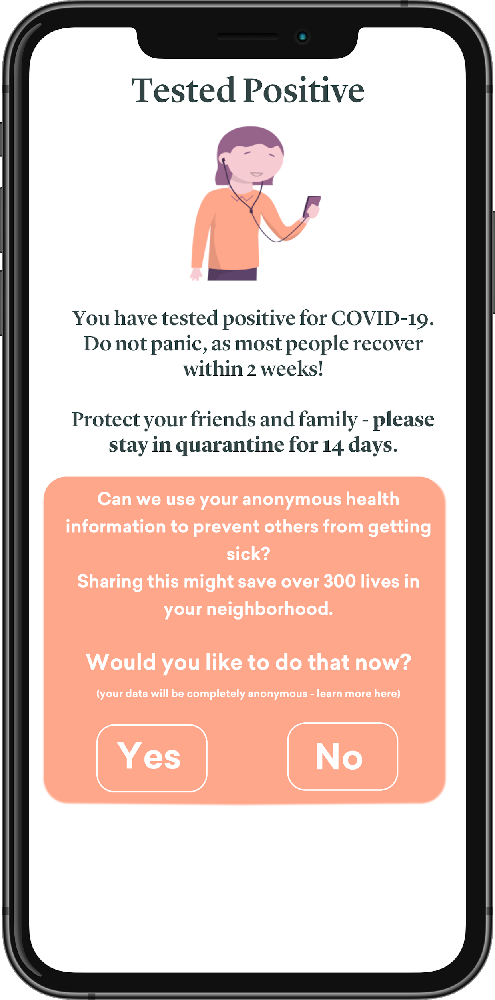 Tested Positive
You have tested positive for COVID-19.
Do not panic, as most people recover
within 2 weeks!
Protect your friends and family - please
stay in quarantine for 14 days.
Can we use your anonymous health
information to prevent others from getting
sick?
Sharing this might save over 300 lives in
your neighborhood.
Would you like to do that now?
(your data will be completely anonymous - learn more here)
Yes
No